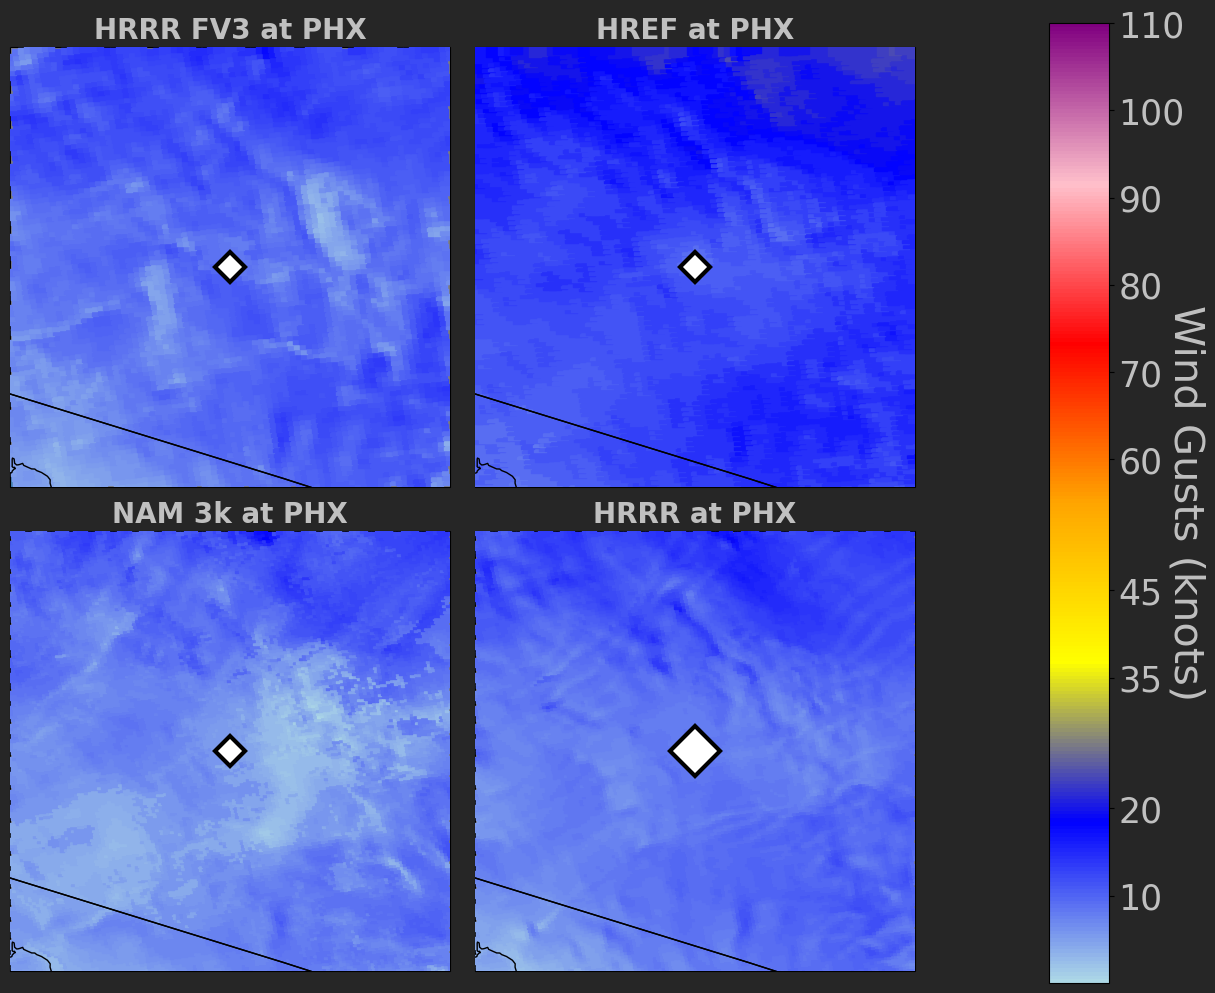 HRRR FV3 at PHX
HREF at PHX
NAM 3k at PHX
HRRR at PHX
110
100
90
80
70
60
45
35
20
10
Wind Gusts (knots)